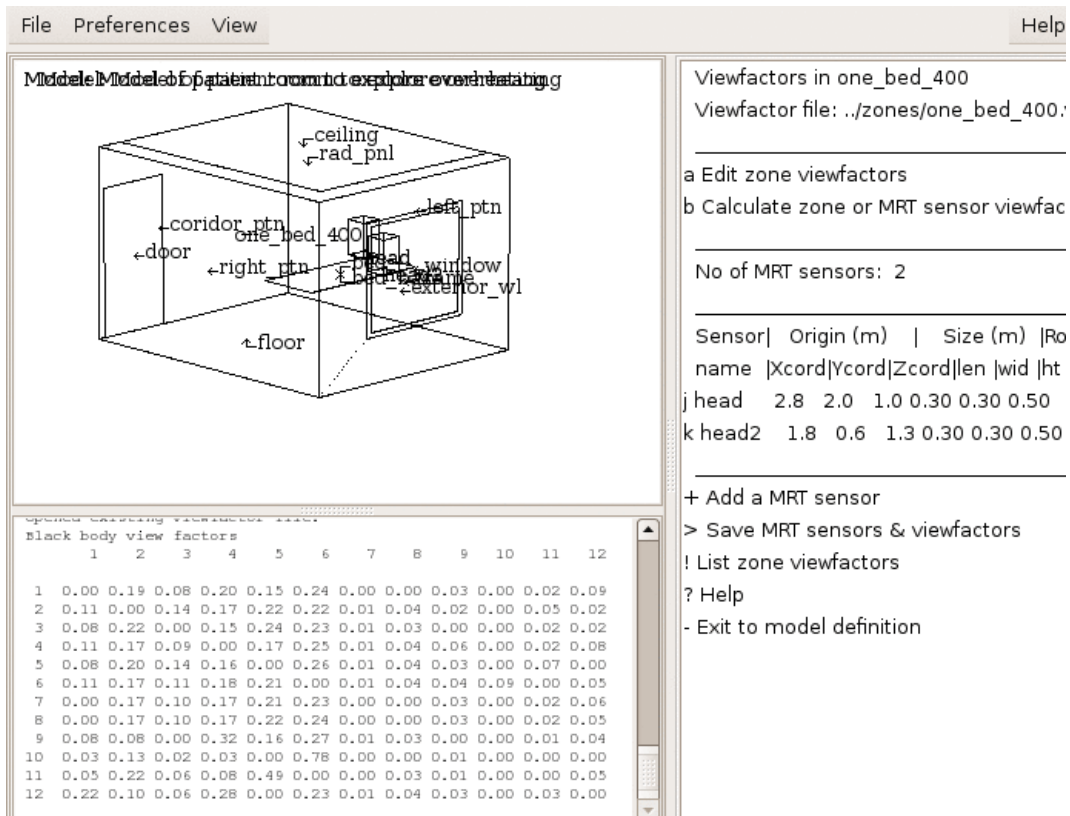 File Preferences View Help
Model: Model of patient room to explore overheating
ceiling
rad_pnl
left_ptn
coridor_ptn
one_bed_400
door
head
right_ptn
window
bed
frame
exterior_wl
floor
Viewfactors in one_bed_400
Viewfactor file: ../zones/one_bed_400.v
a Edit zone viewfactors
b Calculate zone or MRT sensor viewfac
No of MRT sensors: 2
Sensor| Origin (m) | Size (m) |Ro
name |Xcord|Ycord|Zcord|len |wid |ht
j head 2.8 2.0 1.0 0.30 0.30 0.50
k head2 1.8 0.6 1.3 0.30 0.30 0.50
+ Add a MRT sensor
> Save MRT sensors & viewfactors
! List zone viewfactors
? Help
- Exit to model definition
opened existing viewfactor file.
Black body view factors
1 2 3 4 5 6 7 8 9 10 11 12
1 0.00 0.19 0.08 0.20 0.15 0.24 0.00 0.00 0.03 0.00 0.02 0.09
2 0.11 0.00 0.14 0.17 0.22 0.22 0.01 0.04 0.02 0.00 0.05 0.02
3 0.08 0.22 0.00 0.15 0.24 0.23 0.01 0.03 0.00 0.00 0.02 0.02
4 0.11 0.17 0.09 0.00 0.17 0.25 0.01 0.04 0.06 0.00 0.02 0.08
5 0.08 0.20 0.14 0.16 0.00 0.26 0.01 0.04 0.03 0.00 0.07 0.00
6 0.11 0.17 0.11 0.18 0.21 0.00 0.01 0.04 0.04 0.09 0.00 0.05
7 0.00 0.17 0.10 0.17 0.21 0.23 0.00 0.00 0.03 0.00 0.02 0.06
8 0.00 0.17 0.10 0.17 0.22 0.24 0.00 0.00 0.03 0.00 0.02 0.05
9 0.08 0.08 0.00 0.32 0.16 0.27 0.01 0.03 0.00 0.00 0.01 0.04
10 0.03 0.13 0.02 0.03 0.00 0.78 0.00 0.00 0.01 0.00 0.00 0.00
11 0.05 0.22 0.06 0.08 0.49 0.00 0.00 0.03 0.01 0.00 0.00 0.05
12 0.22 0.10 0.06 0.28 0.00 0.23 0.01 0.04 0.03 0.00 0.03 0.00